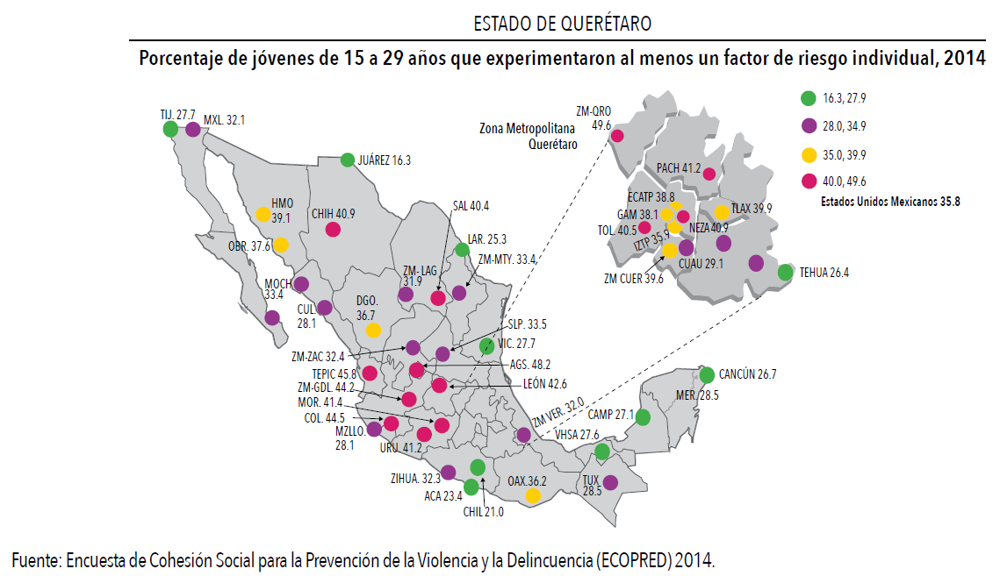 ESTADO DE QUERÉTARO
Porcentaje de jóvenes de 15 a 29 años que experimentaron al menos un factor de riesgo individual, 2014
TIJ. 27.7
MXL. 32.1
JUÁREZ 16.3
HMO
39.1
CHIH 40.9
SAL 40.4
OBR. 37.6
LAR. 25.3
ZM-MTY. 33.4
ZM- LAG
31.9
MOCH
33.4
CUL.
28.1
DGO.
36.7
SLP. 33.5
VIC. 27.7
ZM-ZAC 32.4
AGS. 48.2
TEPIC 45.8
LEÓN 42.6
ZM-GDL. 44.2
MOR. 41.4
COL. 44.5
MZLLO.
28.1
URU. 41.2
ZIHUA. 32.3
ACA 23.4
CHIL 21.0
OAX.36.2
ZM VER. 32.0
VHSA 27.6
TUX
28.5
CAMP 27.1
MER. 28.5
CANCÚN 26.7
Zona Metropolitana
Querétaro
ZM-QRO
49.6
PACH 41.2
ECATP 38.8
GAM 38.1
TOL. 40.5
IZTP 35.9
TLAX 39.9
NEZA 40.9
CUAU 29.1
ZM CUER 39.6
TEHUA 26.4
16.3, 27.9
28.0, 34.9
35.0, 39.9
40.0, 49.6
Estados Unidos Mexicanos 35.8
Fuente: Encuesta de Cohesión Social para la Prevención de la Violencia y la Delincuencia (ECOPRED) 2014.